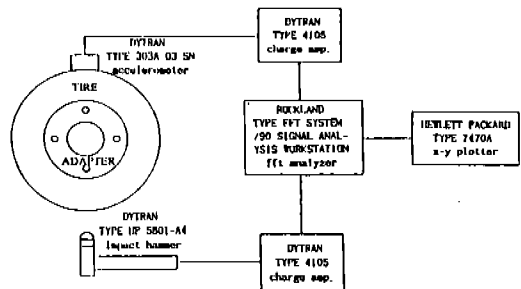 DYTRAN
TYPE 303A 03 SN
accelerometer
DYTRAN
TYPE 4105
charge amp.
TIRE
ADAPTER
ROCKLAND
TYPE FFT SYSTEM
/90 SIGNAL ANAL-
YSIS WORKSTATION
fft analyzer
HEWLETT PACKARD
TYPE 7470A
x-y plotter
DYTRAN
TYPE 5801-A4
impact hammer
DYTRAN
TYPE 4105
charge amp.